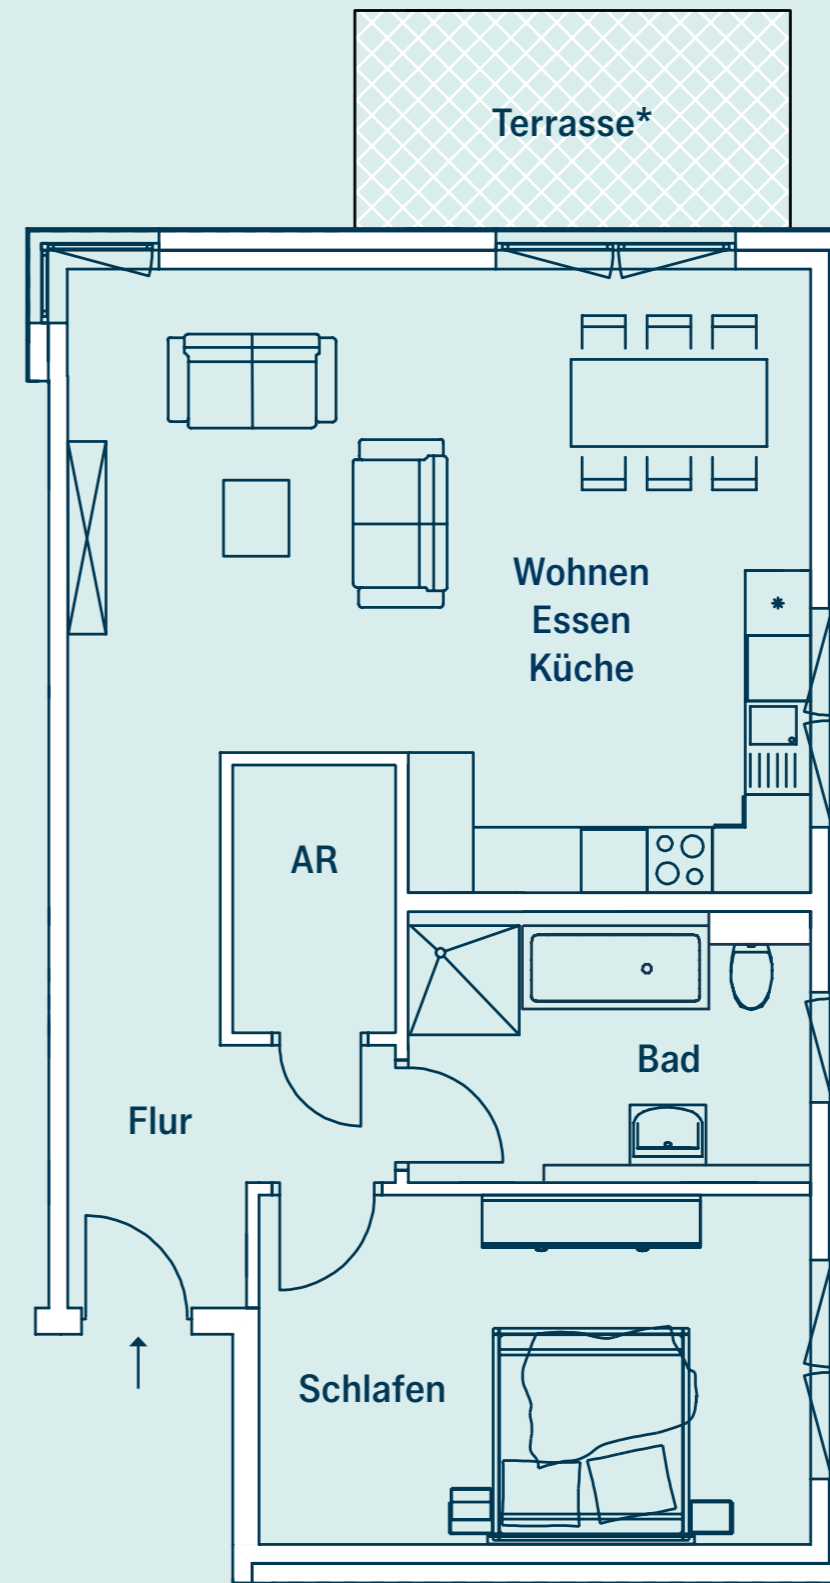 Terrasse*
Wohnen
Essen
Küche
AR
Bad
Flur
Schlafen